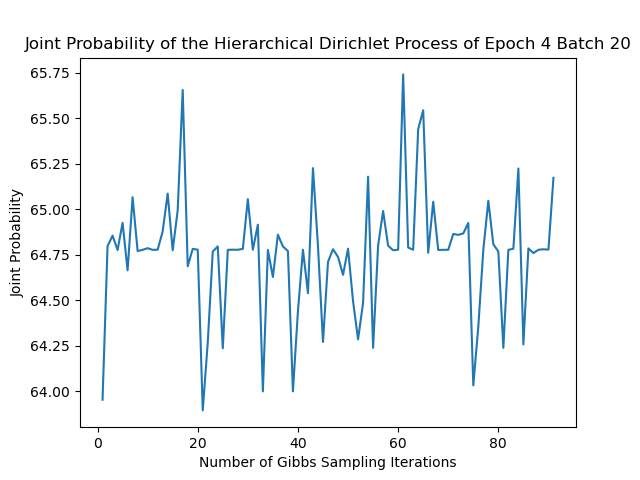 Joint Probability of the Hierarchical Dirichlet Process of Epoch 4 Batch 20
65.75
65.50
65.25
65.00
64.75
64.50
64.25
64.00
Joint Probability
0 20 40 60 80
Number of Gibbs Sampling Iterations